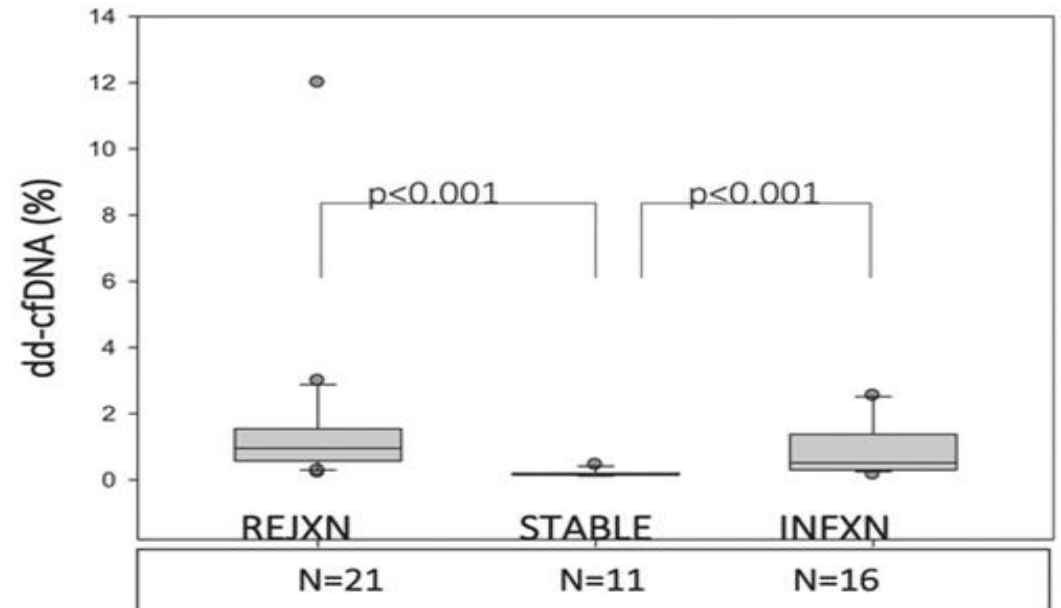 14
12
10
8
6
4
2
0
dd-cfDNA (%)
p<0.001 p<0.001
REJXN STABLE INFXN
N=21 N=11 N=16